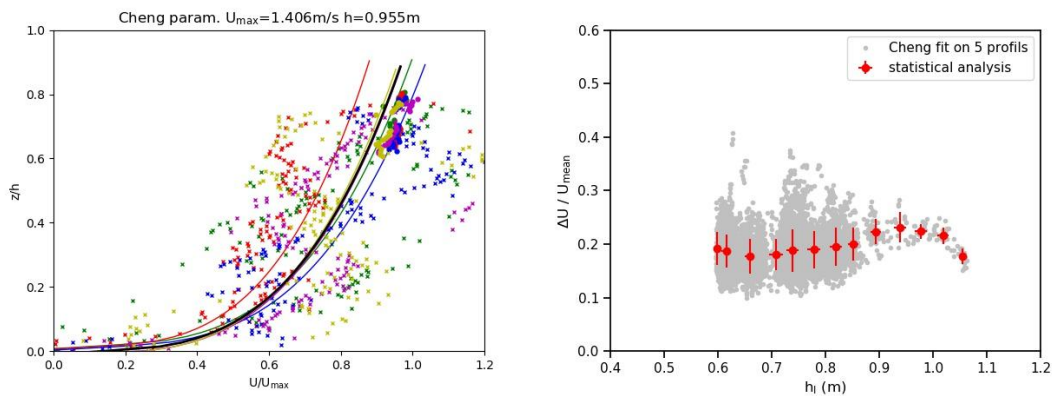 Cheng param. Umax=1.406m/s h=0.955m
1.0
0.8
0.6
0.4
0.2
0.0
z/h
0.0 0.2 0.4 0.6 0.8 1.0 1.2
U/Umax
0.6
0.5
0.4
0.3
0.2
0.1
0.0
ΔU / Umean
Cheng fit on 5 profils
statistical analysis
0.4 0.5 0.6 0.7 0.8 0.9 1.0 1.1 1.2
hl (m)